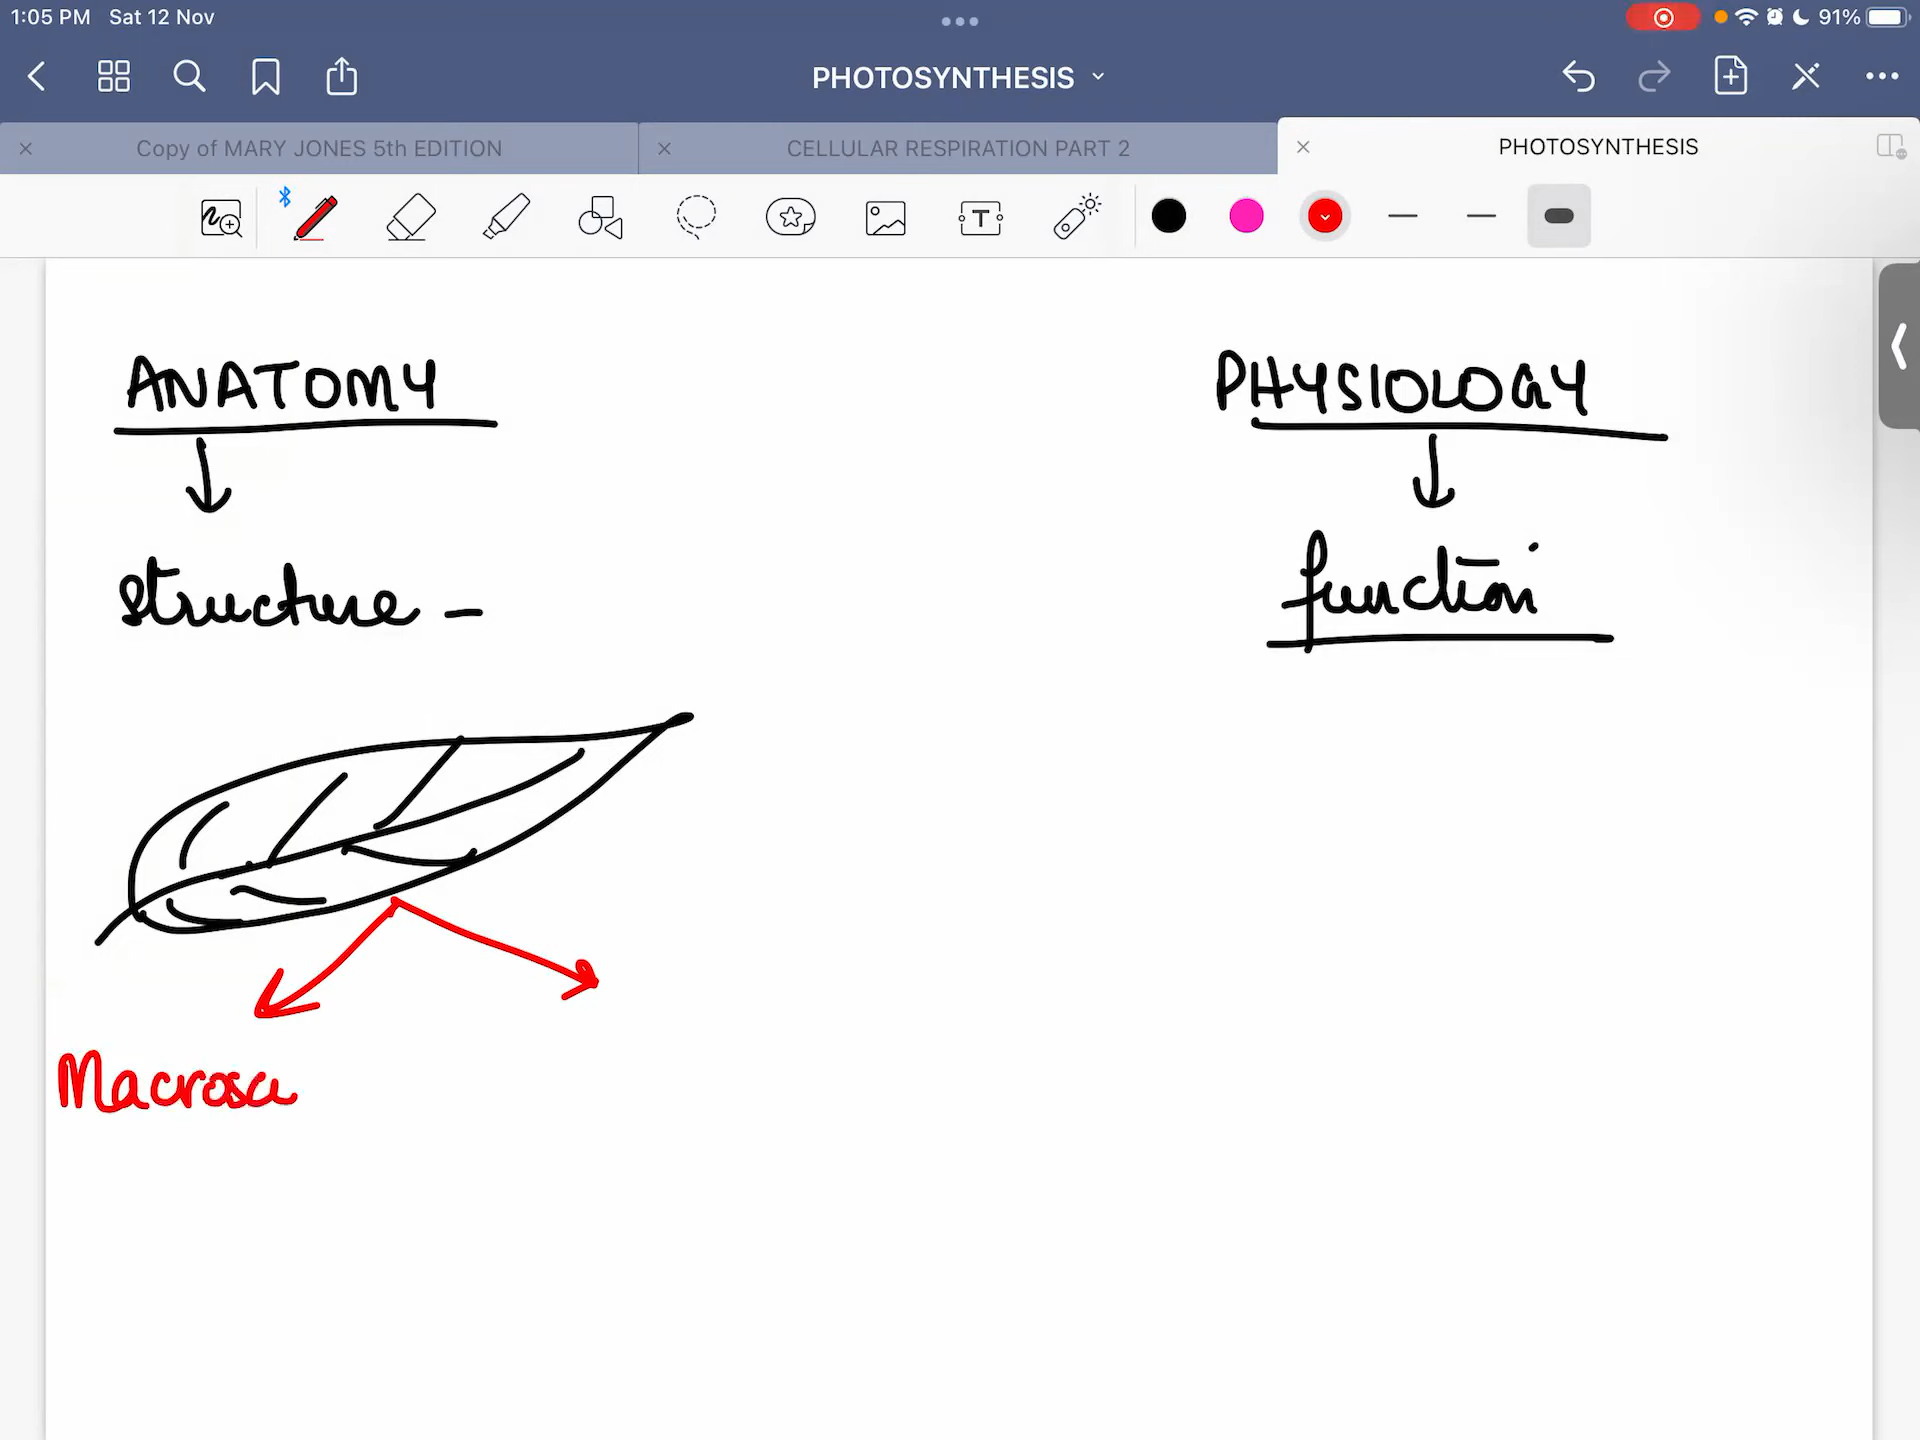 1:05 PM Sat 12 Nov
91%
PHOTOSYNTHESIS
Copy of MARY JONES 5th EDITION
CELLULAR RESPIRATION PART 2
PHOTOSYNTHESIS
T
ANATOMY
PHYSIOLOGY
structure -
function
Macrosc